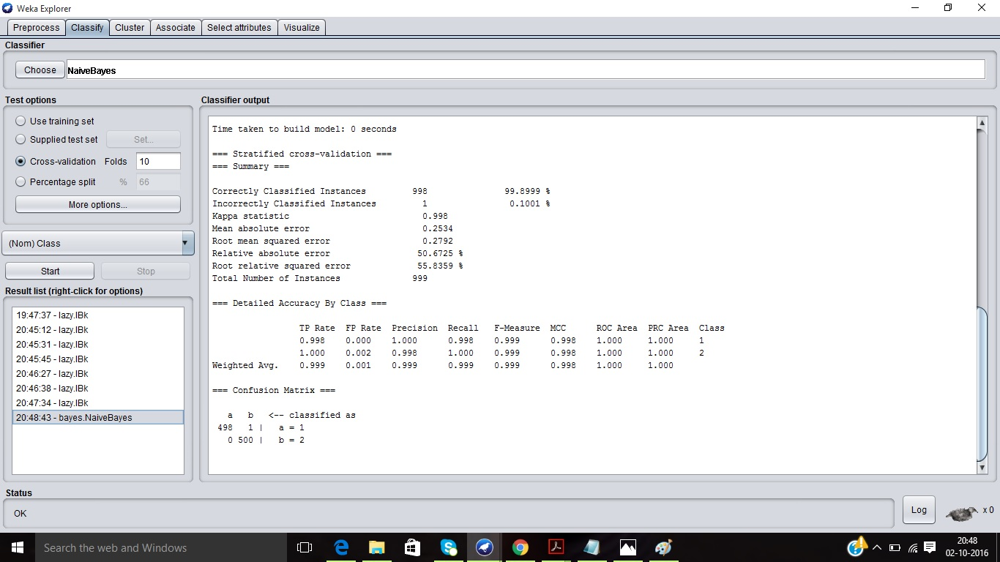 Weka Explorer
Preprocess Classify Cluster Associate Select attributes Visualize
Classifier
Choose NaiveBayes
Test options
Use training set
Supplied test set Set...
Cross-validation Folds 10
Percentage split % 66
More options...
(Nom) Class
Start Stop
Result list (right-click for options)
19:47:37 - lazy.IBk
20:45:12 - lazy.IBk
20:45:31 - lazy.IBk
20:45:45 - lazy.IBk
20:46:27 - lazy.IBk
20:46:38 - lazy.IBk
20:47:34 - lazy.IBk
20:48:43 - bayes.NaiveBayes
Classifier output
Time taken to build model: 0 seconds
=== Stratified cross-validation ===
=== Summary ===
Correctly Classified Instances 998 99.8999 %
Incorrectly Classified Instances 1 0.1001 %
Kappa statistic 0.998
Mean absolute error 0.2534
Root mean squared error 0.2792
Relative absolute error 50.6725 %
Root relative squared error 55.8359 %
Total Number of Instances 999
=== Detailed Accuracy By Class ===
TP Rate FP Rate Precision Recall F-Measure MCC ROC Area PRC Area Class
0.998 0.000 1.000 0.998 0.999 0.998 1.000 1.000 1
1.000 0.002 0.998 1.000 0.999 0.998 1.000 1.000 2
Weighted Avg. 0.999 0.001 0.999 0.999 0.999 0.998 1.000 1.000
=== Confusion Matrix ===
a b <-- classified as
498 1 | a = 1
0 500 | b = 2
Status
OK
Log
x 0
Search the web and Windows
20:48
02-10-2016